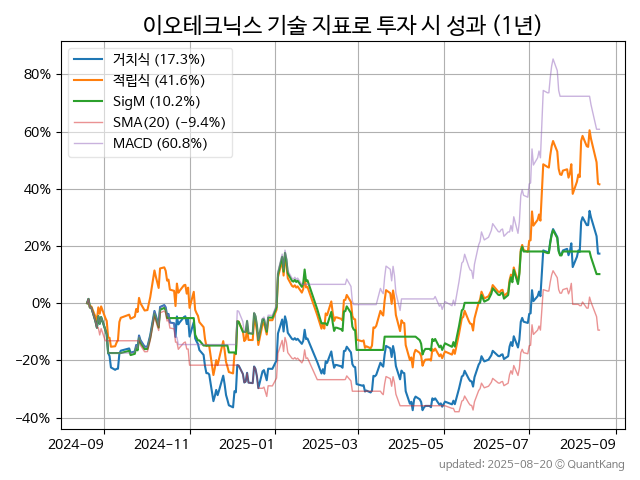 이오테크닉스 기술 지표로 투자 시 성과 (1년)
거치식 (17.3%)
적립식 (41.6%)
SigM (10.2%)
SMA(20) (-9.4%)
MACD (60.8%)
80%
60%
40%
20%
0%
-20%
-40%
2024-09 2024-11 2025-01 2025-03 2025-05 2025-07 2025-09
updated: 2025-08-20 © QuantKang